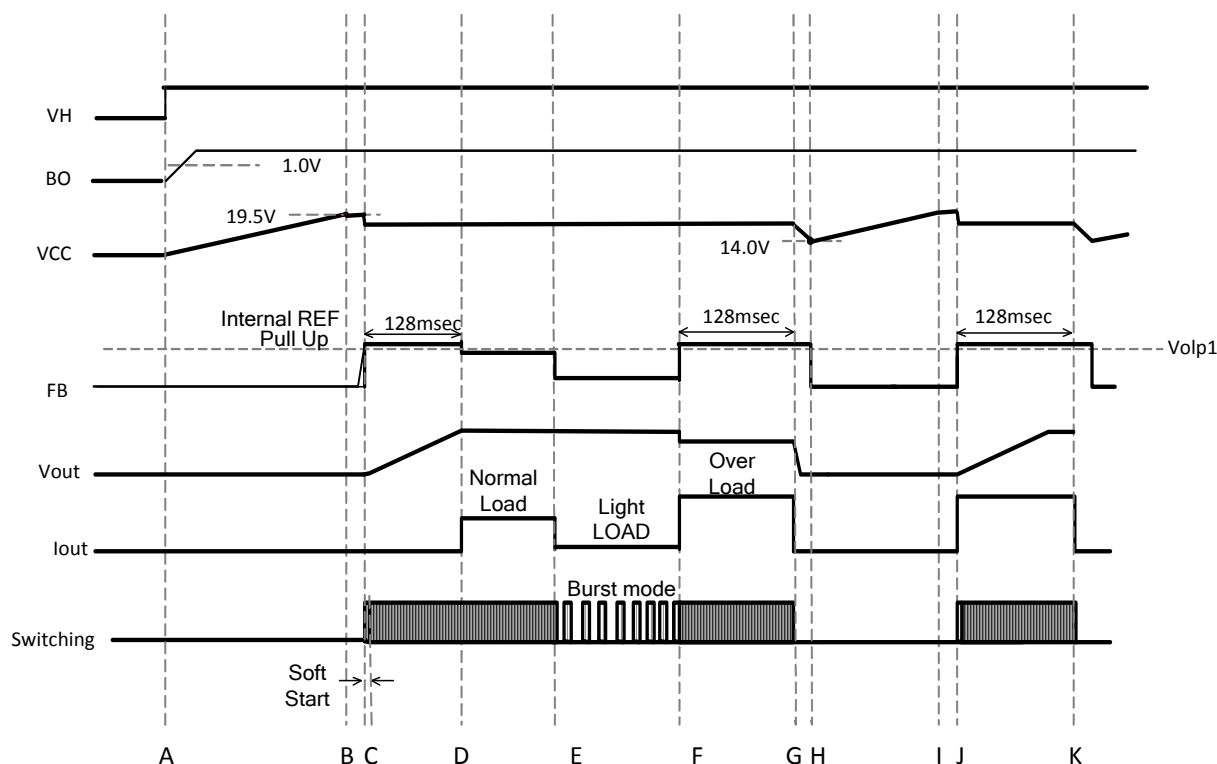 VH
BO
1.0V
19.5V
VCC
14.0V
Internal REF
Pull Up
128msec
128msec
128msec
Volp1
FB
Vout
Normal
Load
Light
LOAD
Over
Load
Iout
Burst mode
Switching
Soft
Start
A B C D E F G H I J K